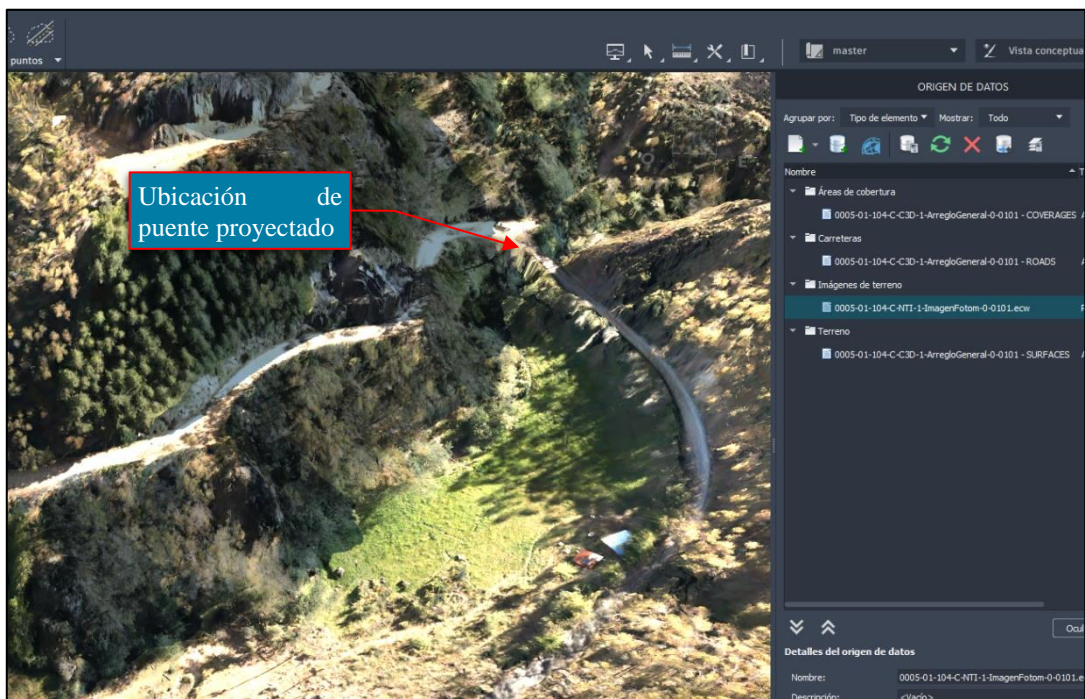 puntos
master
Vista conceptua
ORIGEN DE DATOS
Agrupar por: Tipo de elemento Mostrar: Todo
Nombre
Áreas de cobertura
0005-01-104-C-C3D-1-ArregloGeneral-0-0101 - COVERAGES
Carreteras
0005-01-104-C-C3D-1-ArregloGeneral-0-0101 - ROADS
Imágenes de terreno
0005-01-104-C-NTI-1-ImagenFotom-0-0101.ecw
Terreno
0005-01-104-C-C3D-1-ArregloGeneral-0-0101 - SURFACES
Ubicación de
puente proyectado
Ocul
Detalles del origen de datos
Nombre: 0005-01-104-C-NTI-1-ImagenFotom-0-0101.e
Descripción: <Vacío>